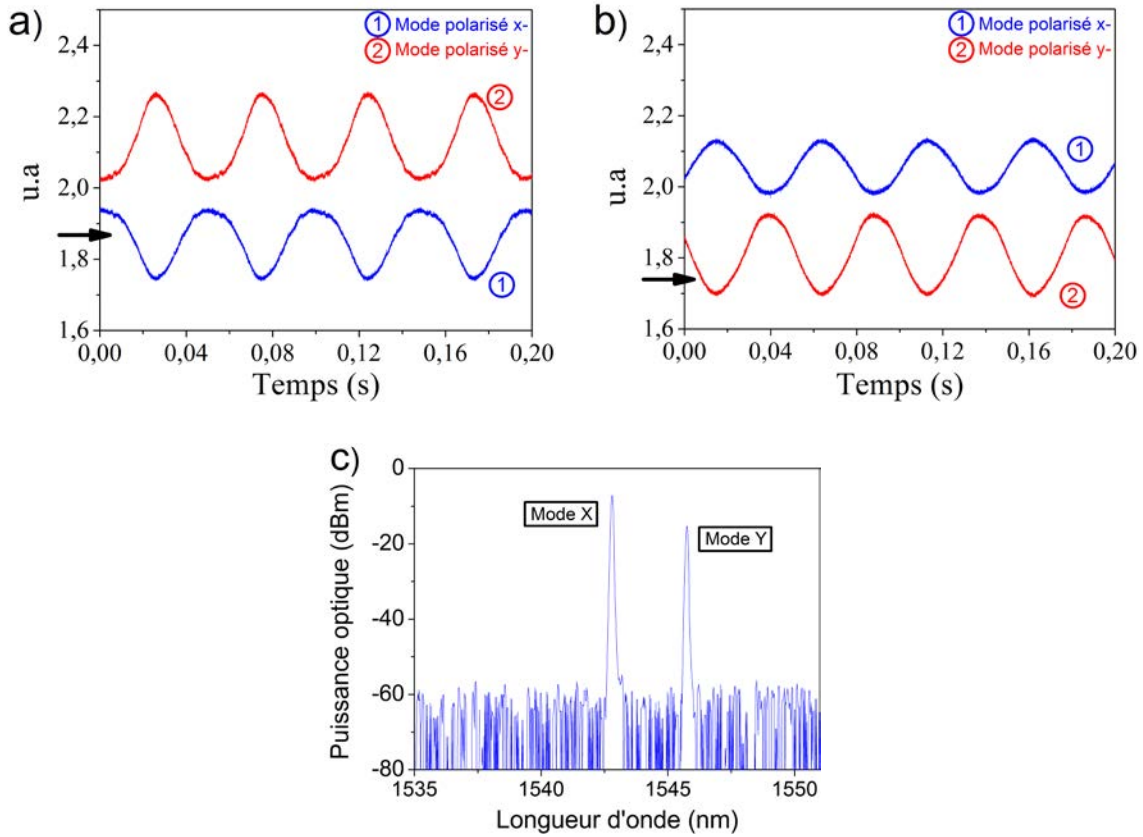 a)
① Mode polarisé x-
② Mode polarisé y-
2,4
2,2
2,0
1,8
1,6
u.a
②
①
0,00 0,04 0,08 0,12 0,16 0,20
Temps (s)
b)
① Mode polarisé x-
② Mode polarisé y-
2,4
2,2
2,0
1,8
1,6
u.a
①
②
0,00 0,04 0,08 0,12 0,16 0,20
Temps (s)
c)
0
-20
-40
-60
-80
Puissance optique (dBm)
Mode X
Mode Y
1535 1540 1545 1550
Longueur d'onde (nm)